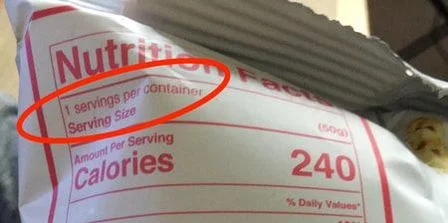 Nutrition Facts
1 servings per container
Serving Size (50g)
Amount Per Serving
Calories 240
% Daily Values*